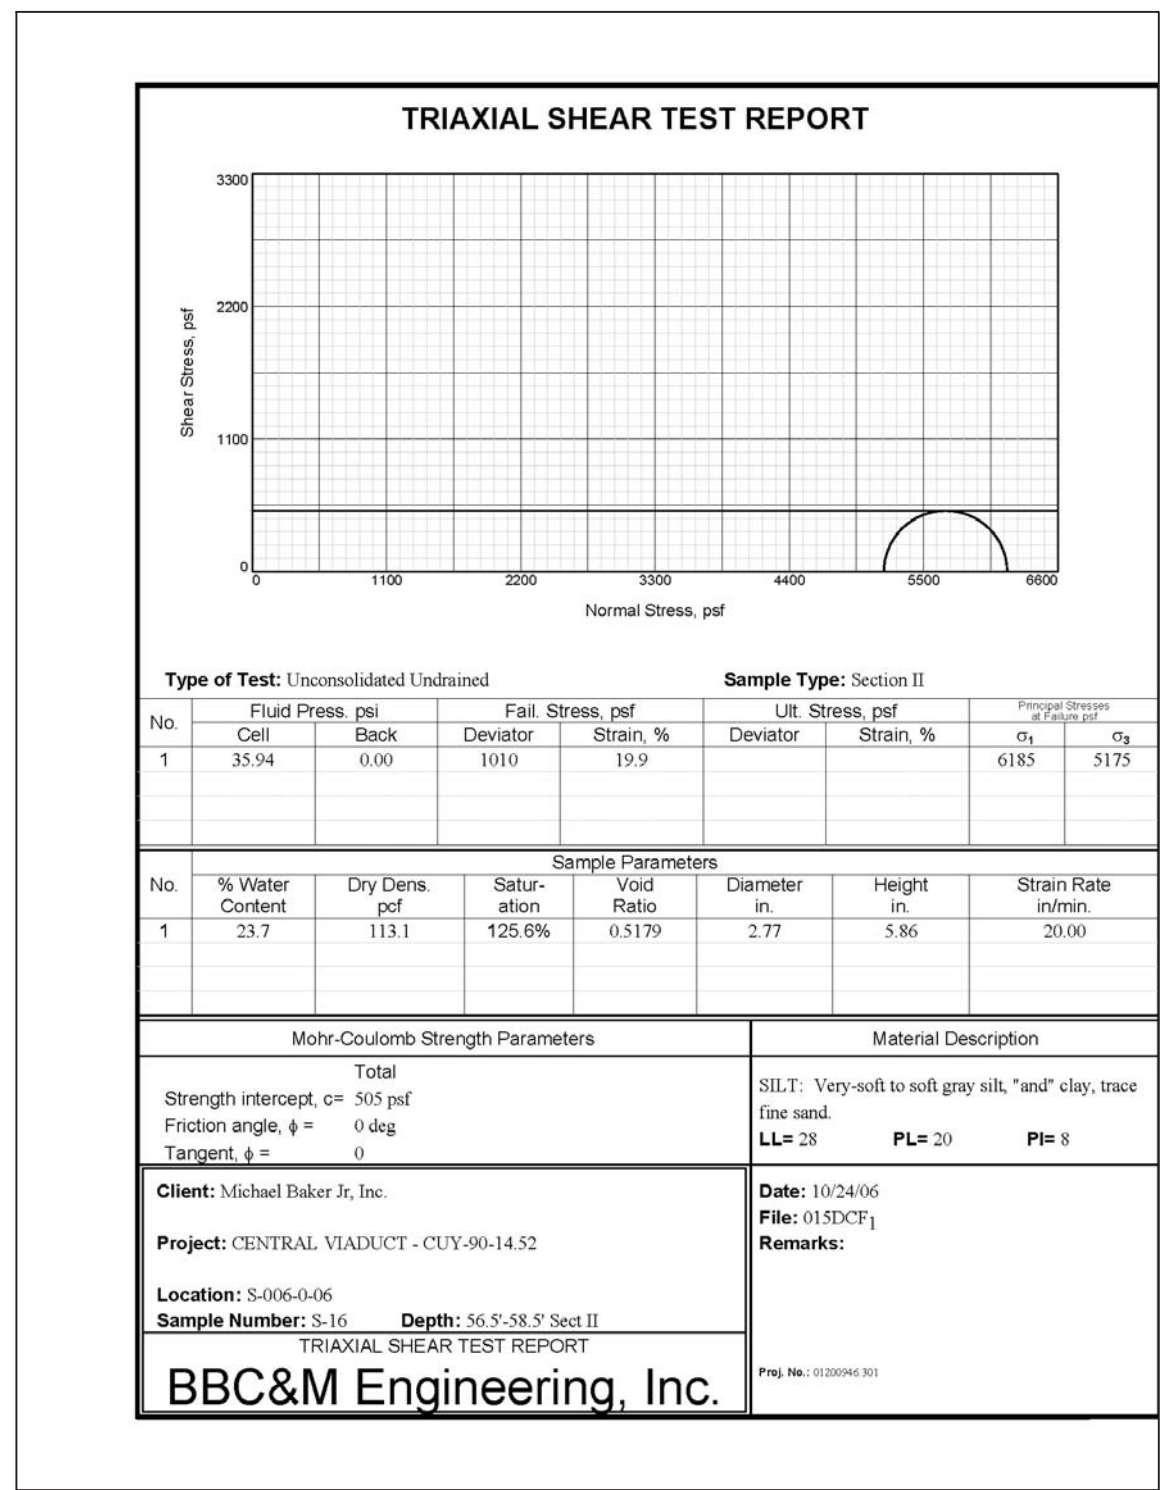 TRIAXIAL SHEAR TEST REPORT
3300
2200
1100
0
Shear Stress, psf
0 1100 2200 3300 4400 5500 6600
Normal Stress, psf
Type of Test: Unconsolidated Undrained Sample Type: Section II
No. Fluid Press. psi Fail. Stress, psf Ult. Stress, psf Principal Stresses at Failure psf
Cell Back Deviator Strain, % Deviator Strain, % σ1 σ3
1 35.94 0.00 1010 19.9 6185 5175
Sample Parameters
No. % Water Content Dry Dens. pcf Satur-ation Void Ratio Diameter in. Height in. Strain Rate in/min.
1 23.7 113.1 125.6% 0.5179 2.77 5.86 20.00
Mohr-Coulomb Strength Parameters
Total
Strength intercept, c= 505 psf
Friction angle, ϕ = 0 deg
Tangent, ϕ = 0
Material Description
SILT: Very-soft to soft gray silt, "and" clay, trace
fine sand.
LL= 28 PL= 20 PI= 8
Client: Michael Baker Jr, Inc.
Project: CENTRAL VIADUCT - CUY-90-14.52
Location: S-006-0-06
Sample Number: S-16 Depth: 56.5'-58.5' Sect II
TRIAXIAL SHEAR TEST REPORT
BBC&M Engineering, Inc.
Date: 10/24/06
File: 015DCF1
Remarks:
Proj. No.: 01200946 301